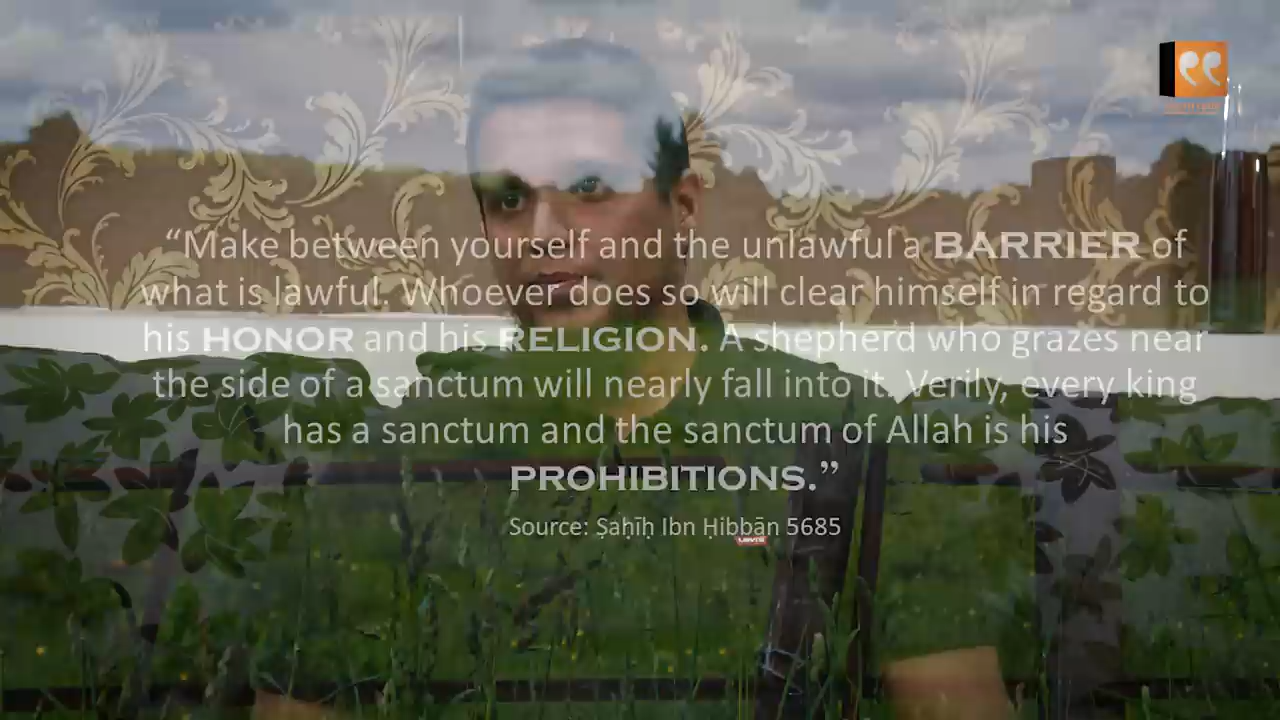 “Make between yourself and the unlawful a BARRIER of
what is lawful. Whoever does so will clear himself in regard to
his HONOR and his RELIGION. A shepherd who grazes near
the side of a sanctum will nearly fall into it. Verily, every king
has a sanctum and the sanctum of Allah is his
PROHIBITIONS.”
Source: Ṣaḥīḥ Ibn Ḥibbān 5685
Levi's